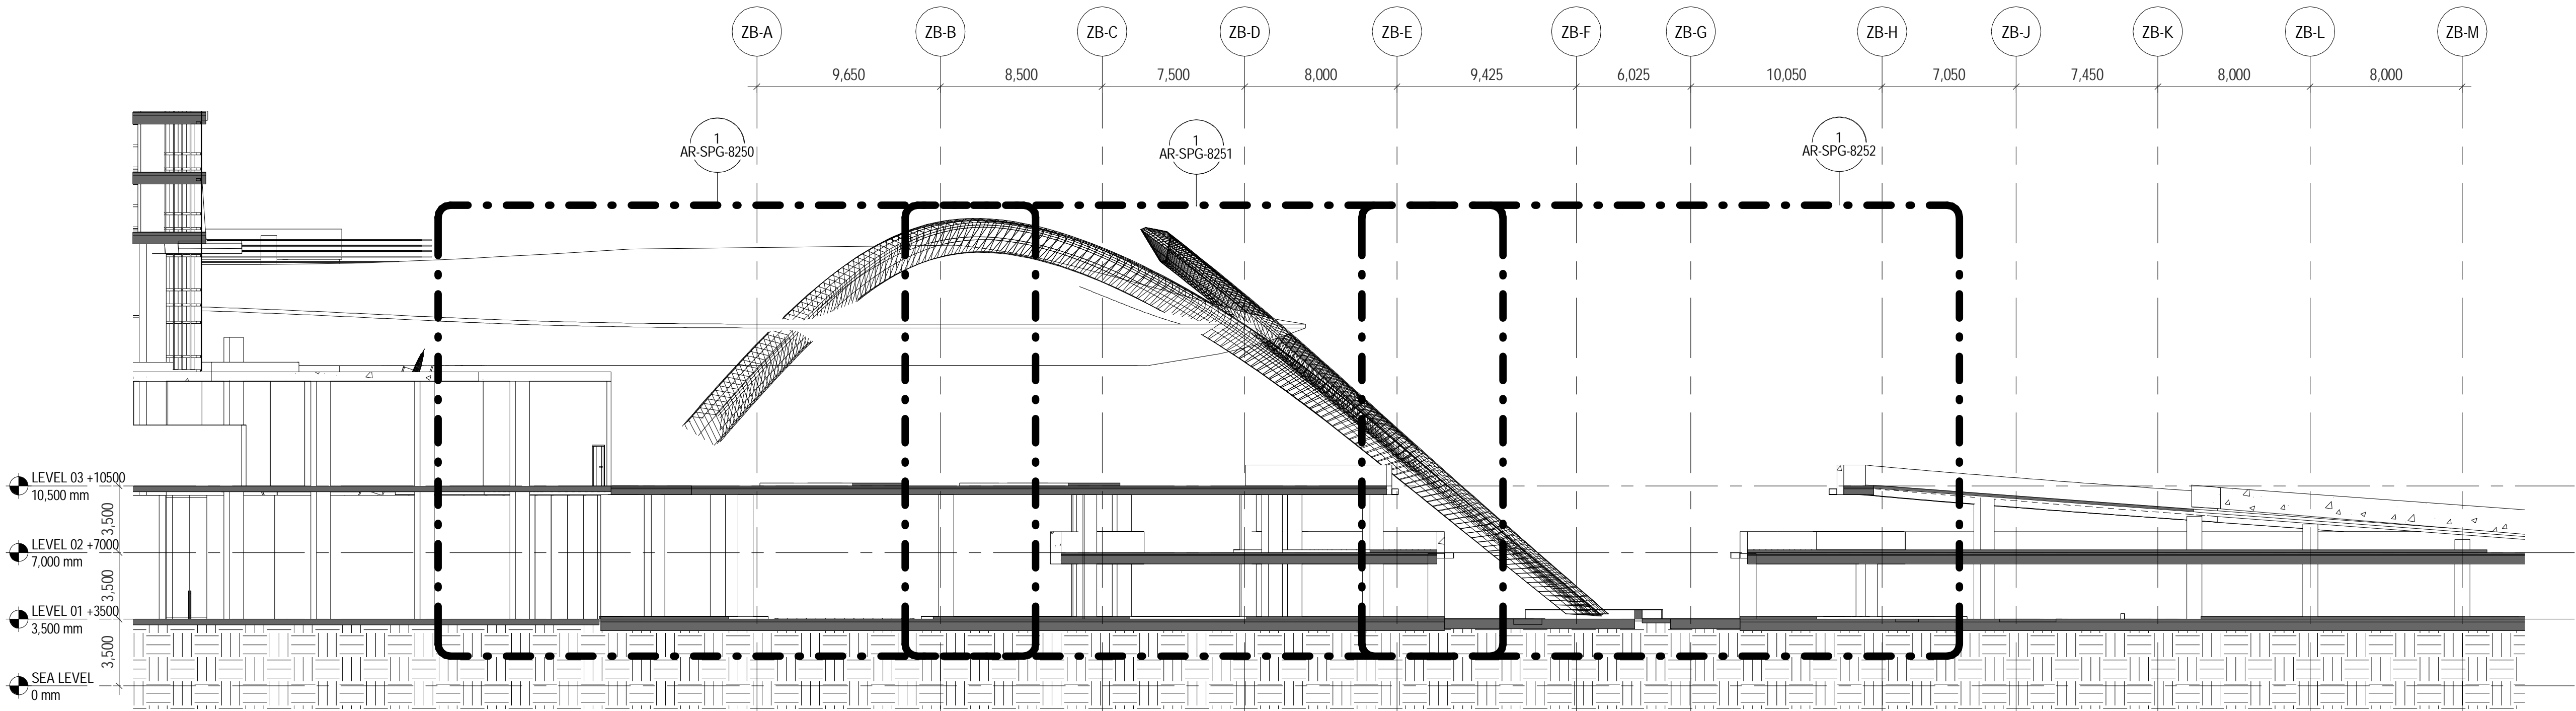 ZB-A ZB-B ZB-C ZB-D ZB-E ZB-F ZB-G ZB-H ZB-J ZB-K ZB-L ZB-M
9,650 8,500 7,500 8,000 9,425 6,025 10,050 7,050 7,450 8,000 8,000
1
AR-SPG-8250
1
AR-SPG-8251
1
AR-SPG-8252
LEVEL 03 +10500
10,500 mm
3,500
LEVEL 02 +7000
7,000 mm
3,500
LEVEL 01 +3500
3,500 mm
3,500
SEA LEVEL
0 mm